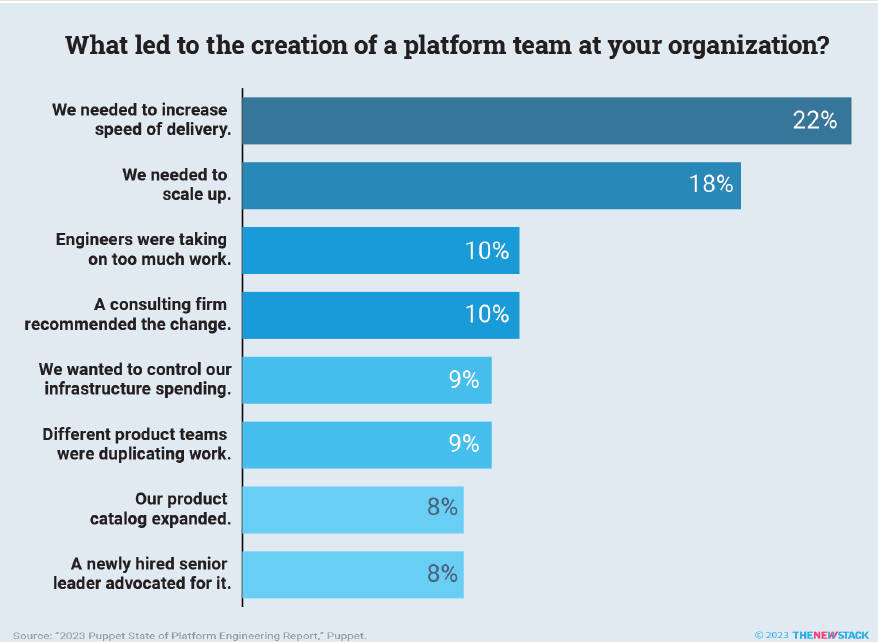 What led to the creation of a platform team at your organization?
We needed to increase
speed of delivery.
22%
We needed to
scale up.
18%
Engineers were taking
on too much work.
10%
A consulting firm
recommended the change.
10%
We wanted to control our
infrastructure spending.
9%
Different product teams
were duplicating work.
9%
Our product
catalog expanded.
8%
A newly hired senior
leader advocated for it.
8%
Source: “2023 Puppet State of Platform Engineering Report,” Puppet.
© 2023 THENEWSTACK